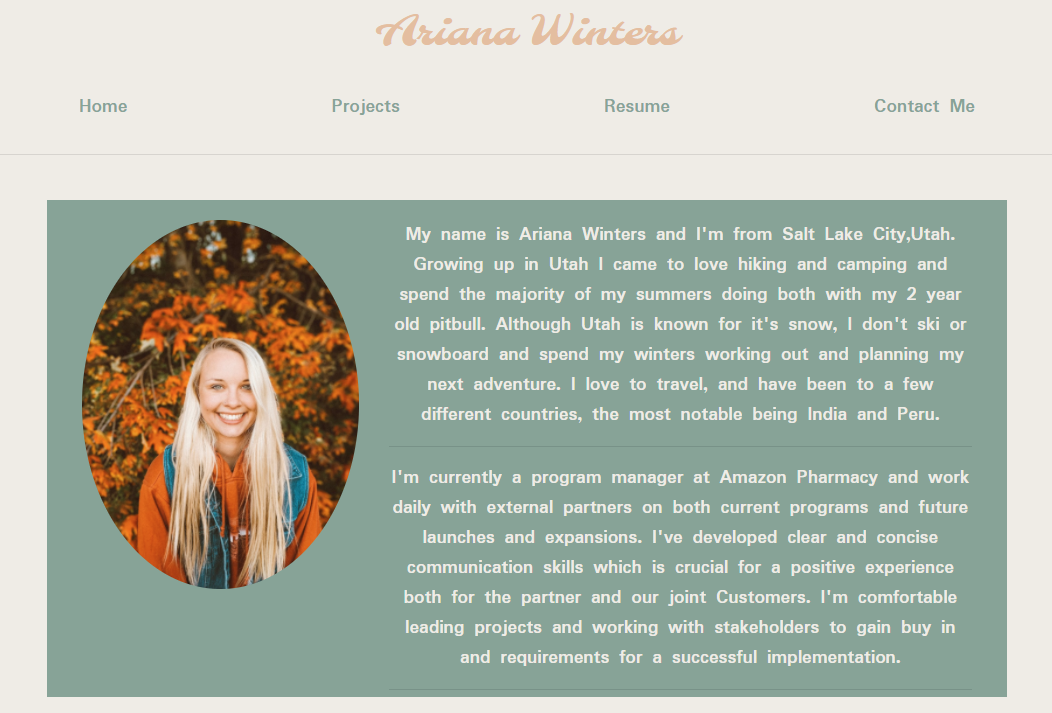 Ariana Winters
Home Projects Resume Contact Me
My name is Ariana Winters and I'm from Salt Lake City,Utah.
Growing up in Utah I came to love hiking and camping and
spend the majority of my summers doing both with my 2 year
old pitbull. Although Utah is known for it's snow, I don't ski or
snowboard and spend my winters working out and planning my
next adventure. I love to travel, and have been to a few
different countries, the most notable being India and Peru.
I'm currently a program manager at Amazon Pharmacy and work
daily with external partners on both current programs and future
launches and expansions. I've developed clear and concise
communication skills which is crucial for a positive experience
both for the partner and our joint Customers. I'm comfortable
leading projects and working with stakeholders to gain buy in
and requirements for a successful implementation.